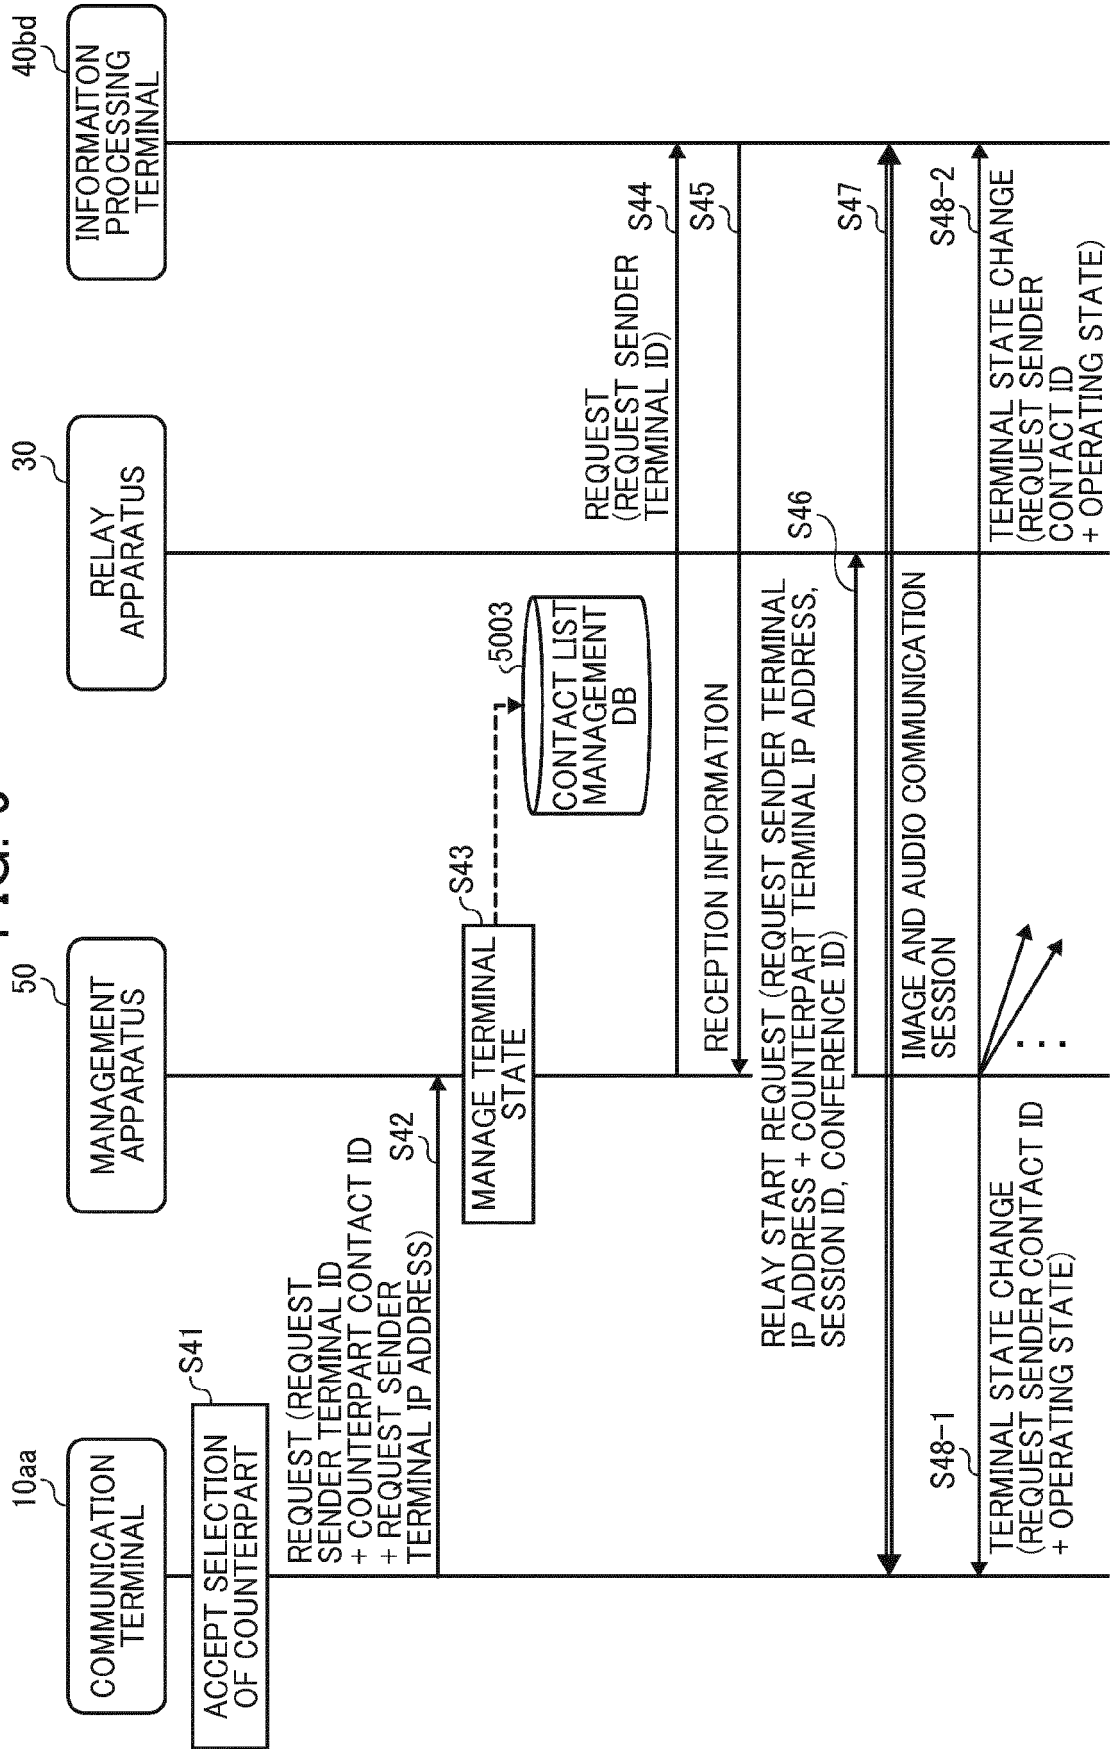 10aa
COMMUNICATION
TERMINAL
50
MANAGEMENT
APPARATUS
30
RELAY
APPARATUS
40bd
INFORMAITON
PROCESSING
TERMINAL
S41
ACCEPT SELECTION
OF COUNTERPART
REQUEST (REQUEST
SENDER TERMINAL ID
+ COUNTERPART CONTACT ID
+ REQUEST SENDER
TERMINAL IP ADDRESS)
S42
S43
MANAGE TERMINAL
STATE
5003
CONTACT LIST
MANAGEMENT
DB
REQUEST
(REQUEST SENDER
TERMINAL ID)
S44
RECEPTION INFORMATION
S45
RELAY START REQUEST (REQUEST SENDER TERMINAL
IP ADDRESS + COUNTERPART TERMINAL IP ADDRESS,
SESSION ID, CONFERENCE ID)
S46
S47
IMAGE AND AUDIO COMMUNICATION
SESSION
S48-1
TERMINAL STATE CHANGE
(REQUEST SENDER CONTACT ID
+ OPERATING STATE)
. . .
S48-2
TERMINAL STATE CHANGE
(REQUEST SENDER
CONTACT ID
+ OPERATING STATE)